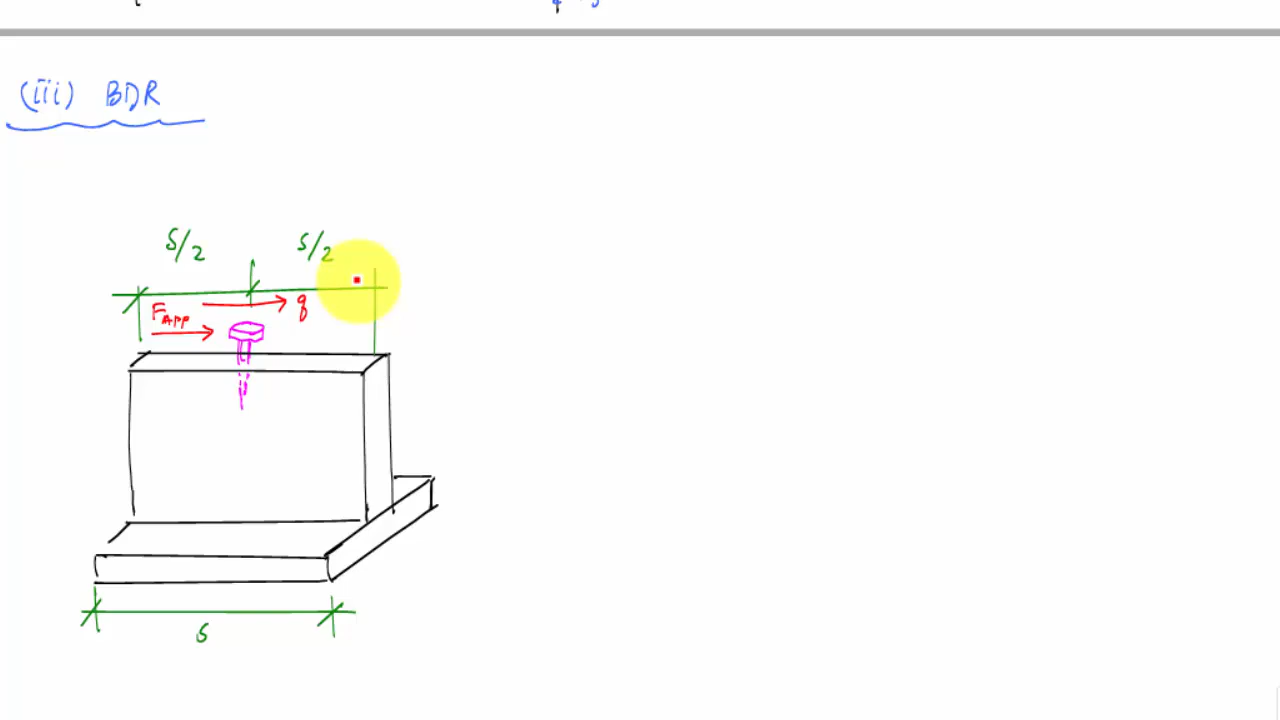 (iii) BDR
S/2 S/2
F_APP q
S